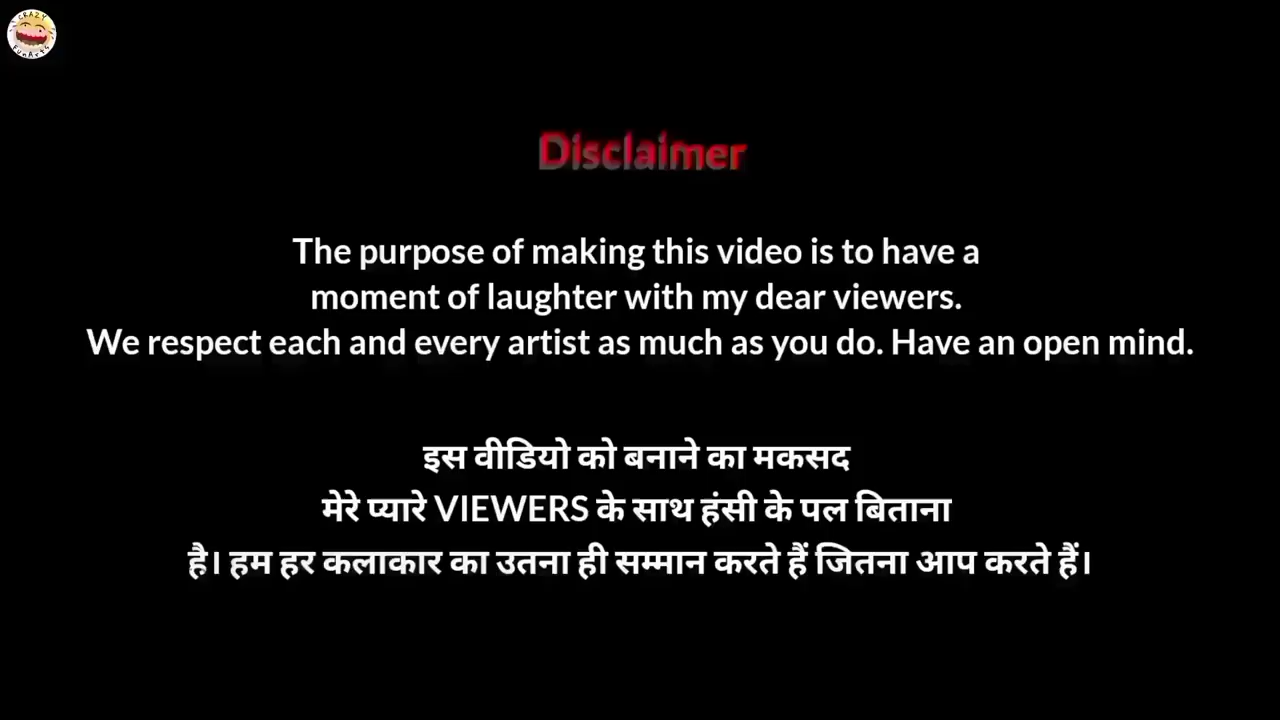 CRAZY
FunArts
Disclaimer
The purpose of making this video is to have a
moment of laughter with my dear viewers.
We respect each and every artist as much as you do. Have an open mind.
इस वीडियो को बनाने का मकसद
मेरे प्यारे VIEWERS के साथ हंसी के पल बिताना
है। हम हर कलाकार का उतना ही सम्मान करते हैं जितना आप करते हैं।